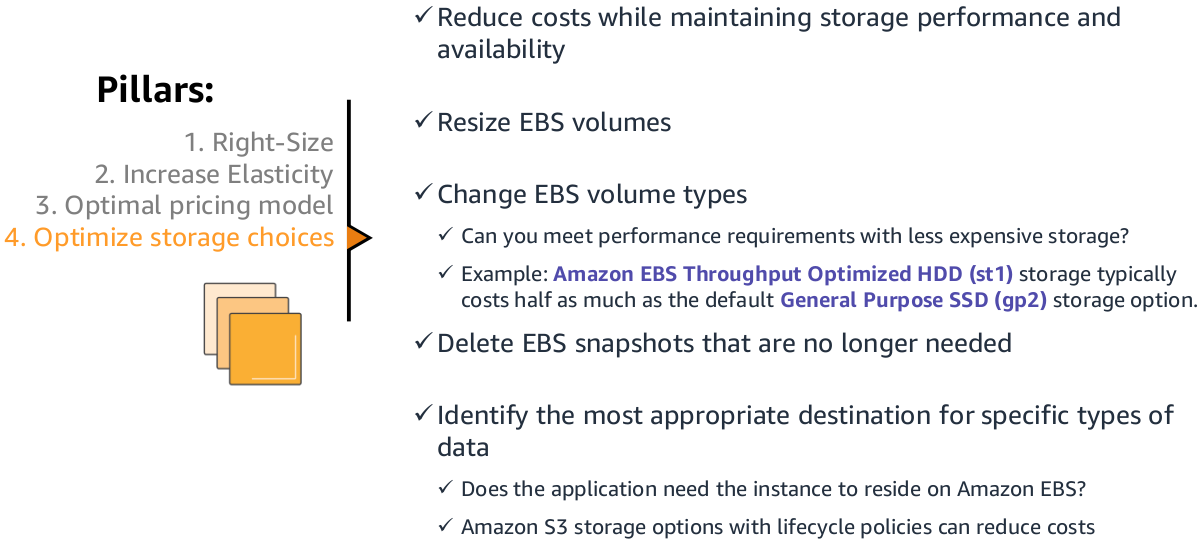 Pillars:
1. Right-Size
2. Increase Elasticity
3. Optimal pricing model
4. Optimize storage choices
✓Reduce costs while maintaining storage performance and
availability
✓Resize EBS volumes
✓Change EBS volume types
✓ Can you meet performance requirements with less expensive storage?
✓ Example: Amazon EBS Throughput Optimized HDD (st1) storage typically
costs half as much as the default General Purpose SSD (gp2) storage option.
✓Delete EBS snapshots that are no longer needed
✓Identify the most appropriate destination for specific types of
data
✓ Does the application need the instance to reside on Amazon EBS?
✓ Amazon S3 storage options with lifecycle policies can reduce costs